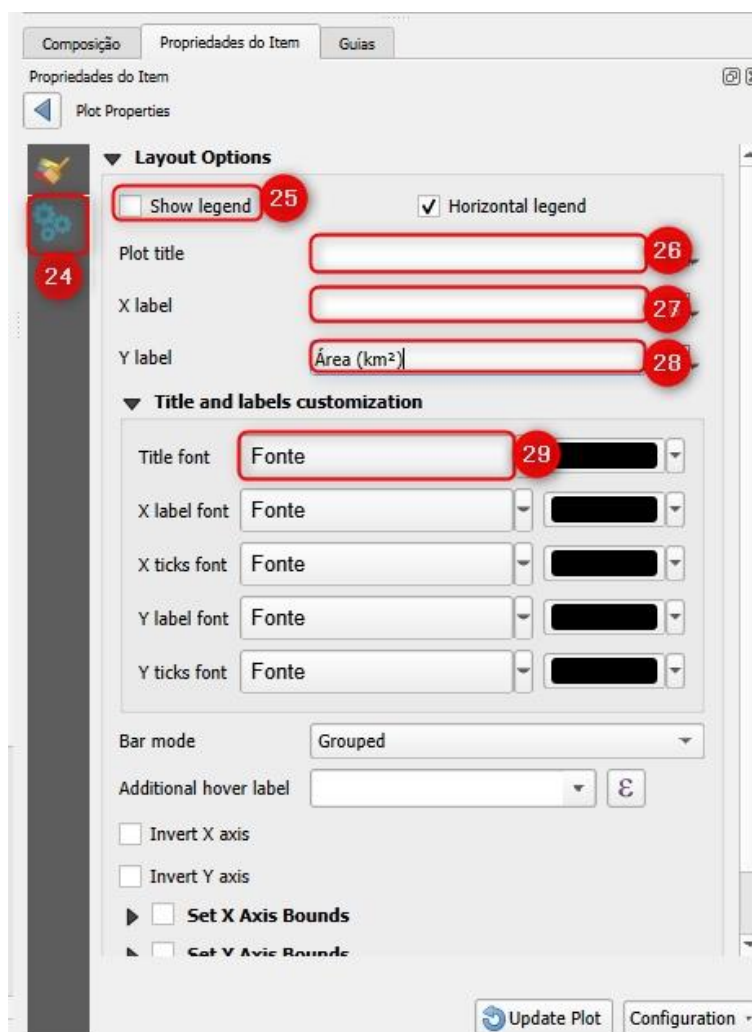 Composição Propriedades do Item Guias
Propriedades do Item
Plot Properties
Layout Options
Show legend 25 Horizontal legend
24
Plot title 26
X label 27
Y label Área (km²) 28
Title and labels customization
Title font Fonte 29
X label font Fonte
X ticks font Fonte
Y label font Fonte
Y ticks font Fonte
Bar mode Grouped
Additional hover label ε
Invert X axis
Invert Y axis
Set X Axis Bounds
Set Y Axis Bounds
Update Plot Configuration